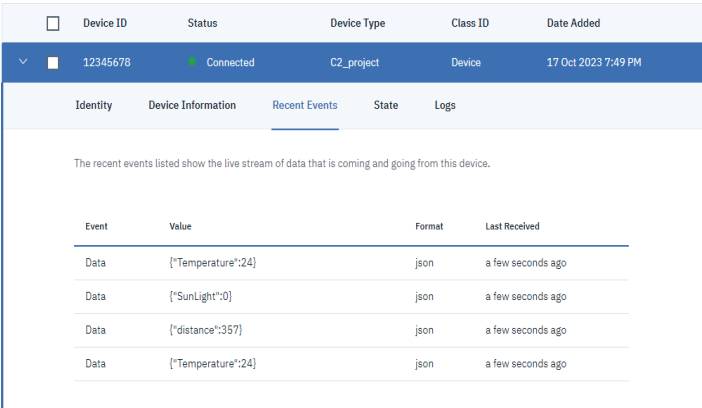 Device ID Status Device Type Class ID Date Added
12345678 Connected C2_project Device 17 Oct 2023 7:49 PM
Identity Device Information Recent Events State Logs
The recent events listed show the live stream of data that is coming and going from this device.
Event Value Format Last Received
Data {"Temperature":24} json a few seconds ago
Data {"SunLight":0} json a few seconds ago
Data {"distance":357} json a few seconds ago
Data {"Temperature":24} json a few seconds ago